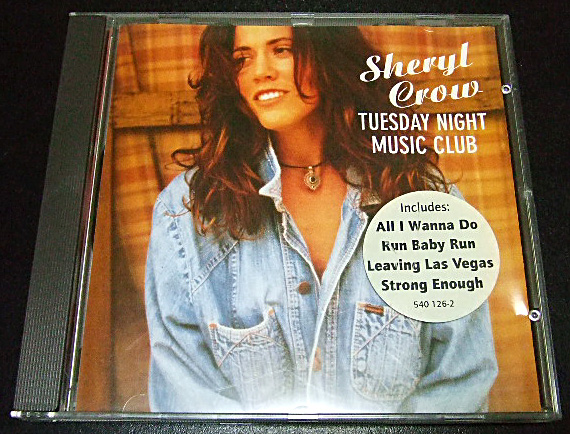 Sheryl
Crow
TUESDAY NIGHT
MUSIC CLUB
Includes:
All I Wanna Do
Run Baby Run
Leaving Las Vegas
Strong Enough
540 126-2